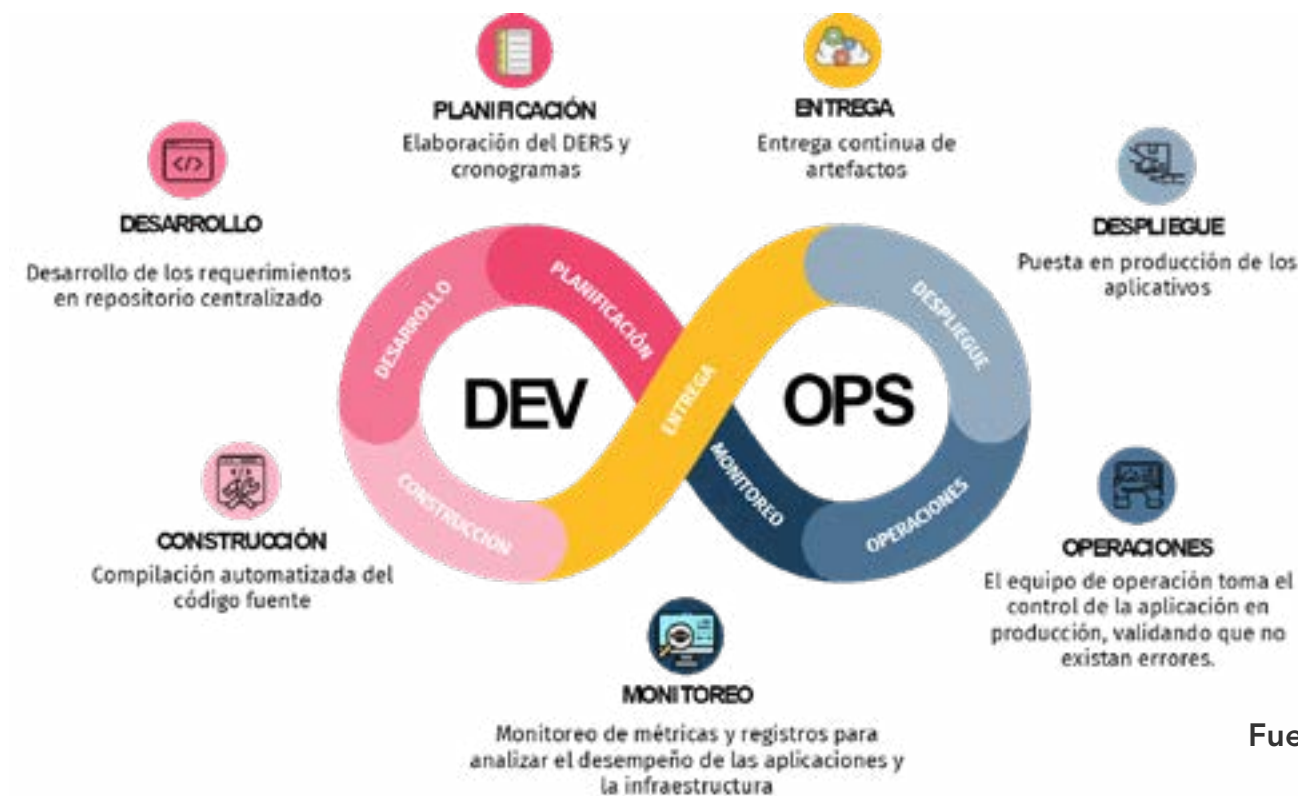 PLANIFICACIÓN
Elaboración del DERS y
cronogramas
ENTREGA
Entrega continua de
artefactos
DESARROLLO
Desarrollo de los requerimientos
en repositorio centralizado
DESPLIEGUE
Puesta en producción de los
aplicativos
DESARROLLO
PLANIFICACIÓN
ENTREGA
DESPLIEGUE
DEV
OPS
CONSTRUCCIÓN
MONITOREO
OPERACIONES
CONSTRUCCIÓN
Compilación automatizada del
código fuente
OPERACIONES
El equipo de operación toma el
control de la aplicación en
producción, validando que no
existan errores.
MONITOREO
Monitoreo de métricas y registros para
analizar el desempeño de las aplicaciones y
la infraestructura
Fue